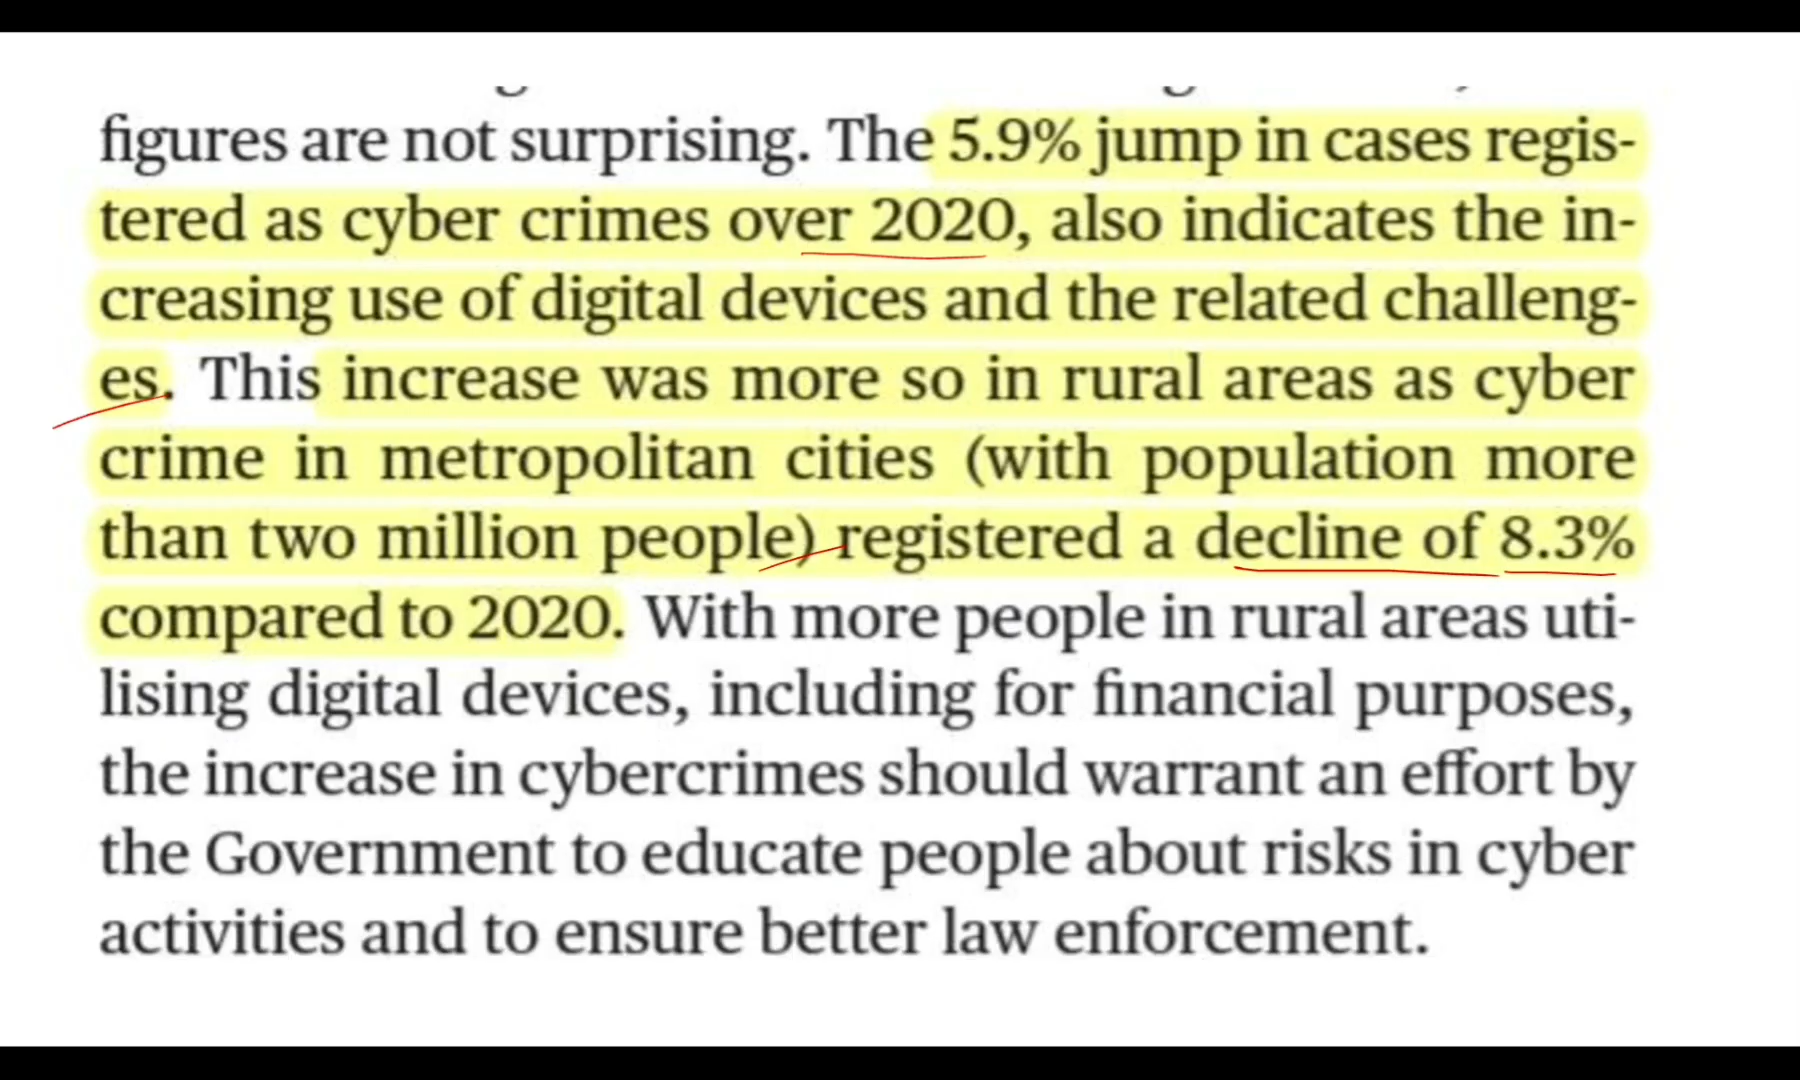 figures are not surprising. The 5.9% jump in cases regis-
tered as cyber crimes over 2020, also indicates the in-
creasing use of digital devices and the related challeng-
es. This increase was more so in rural areas as cyber
crime in metropolitan cities (with population more
than two million people) registered a decline of 8.3%
compared to 2020. With more people in rural areas uti-
lising digital devices, including for financial purposes,
the increase in cybercrimes should warrant an effort by
the Government to educate people about risks in cyber
activities and to ensure better law enforcement.